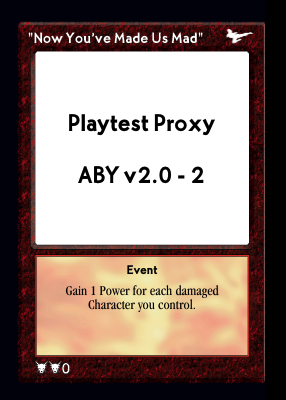 "Now You've Made Us Mad"
Playtest Proxy
ABY v2.0 - 2
Event
Gain 1 Power for each damaged
Character you control.
0